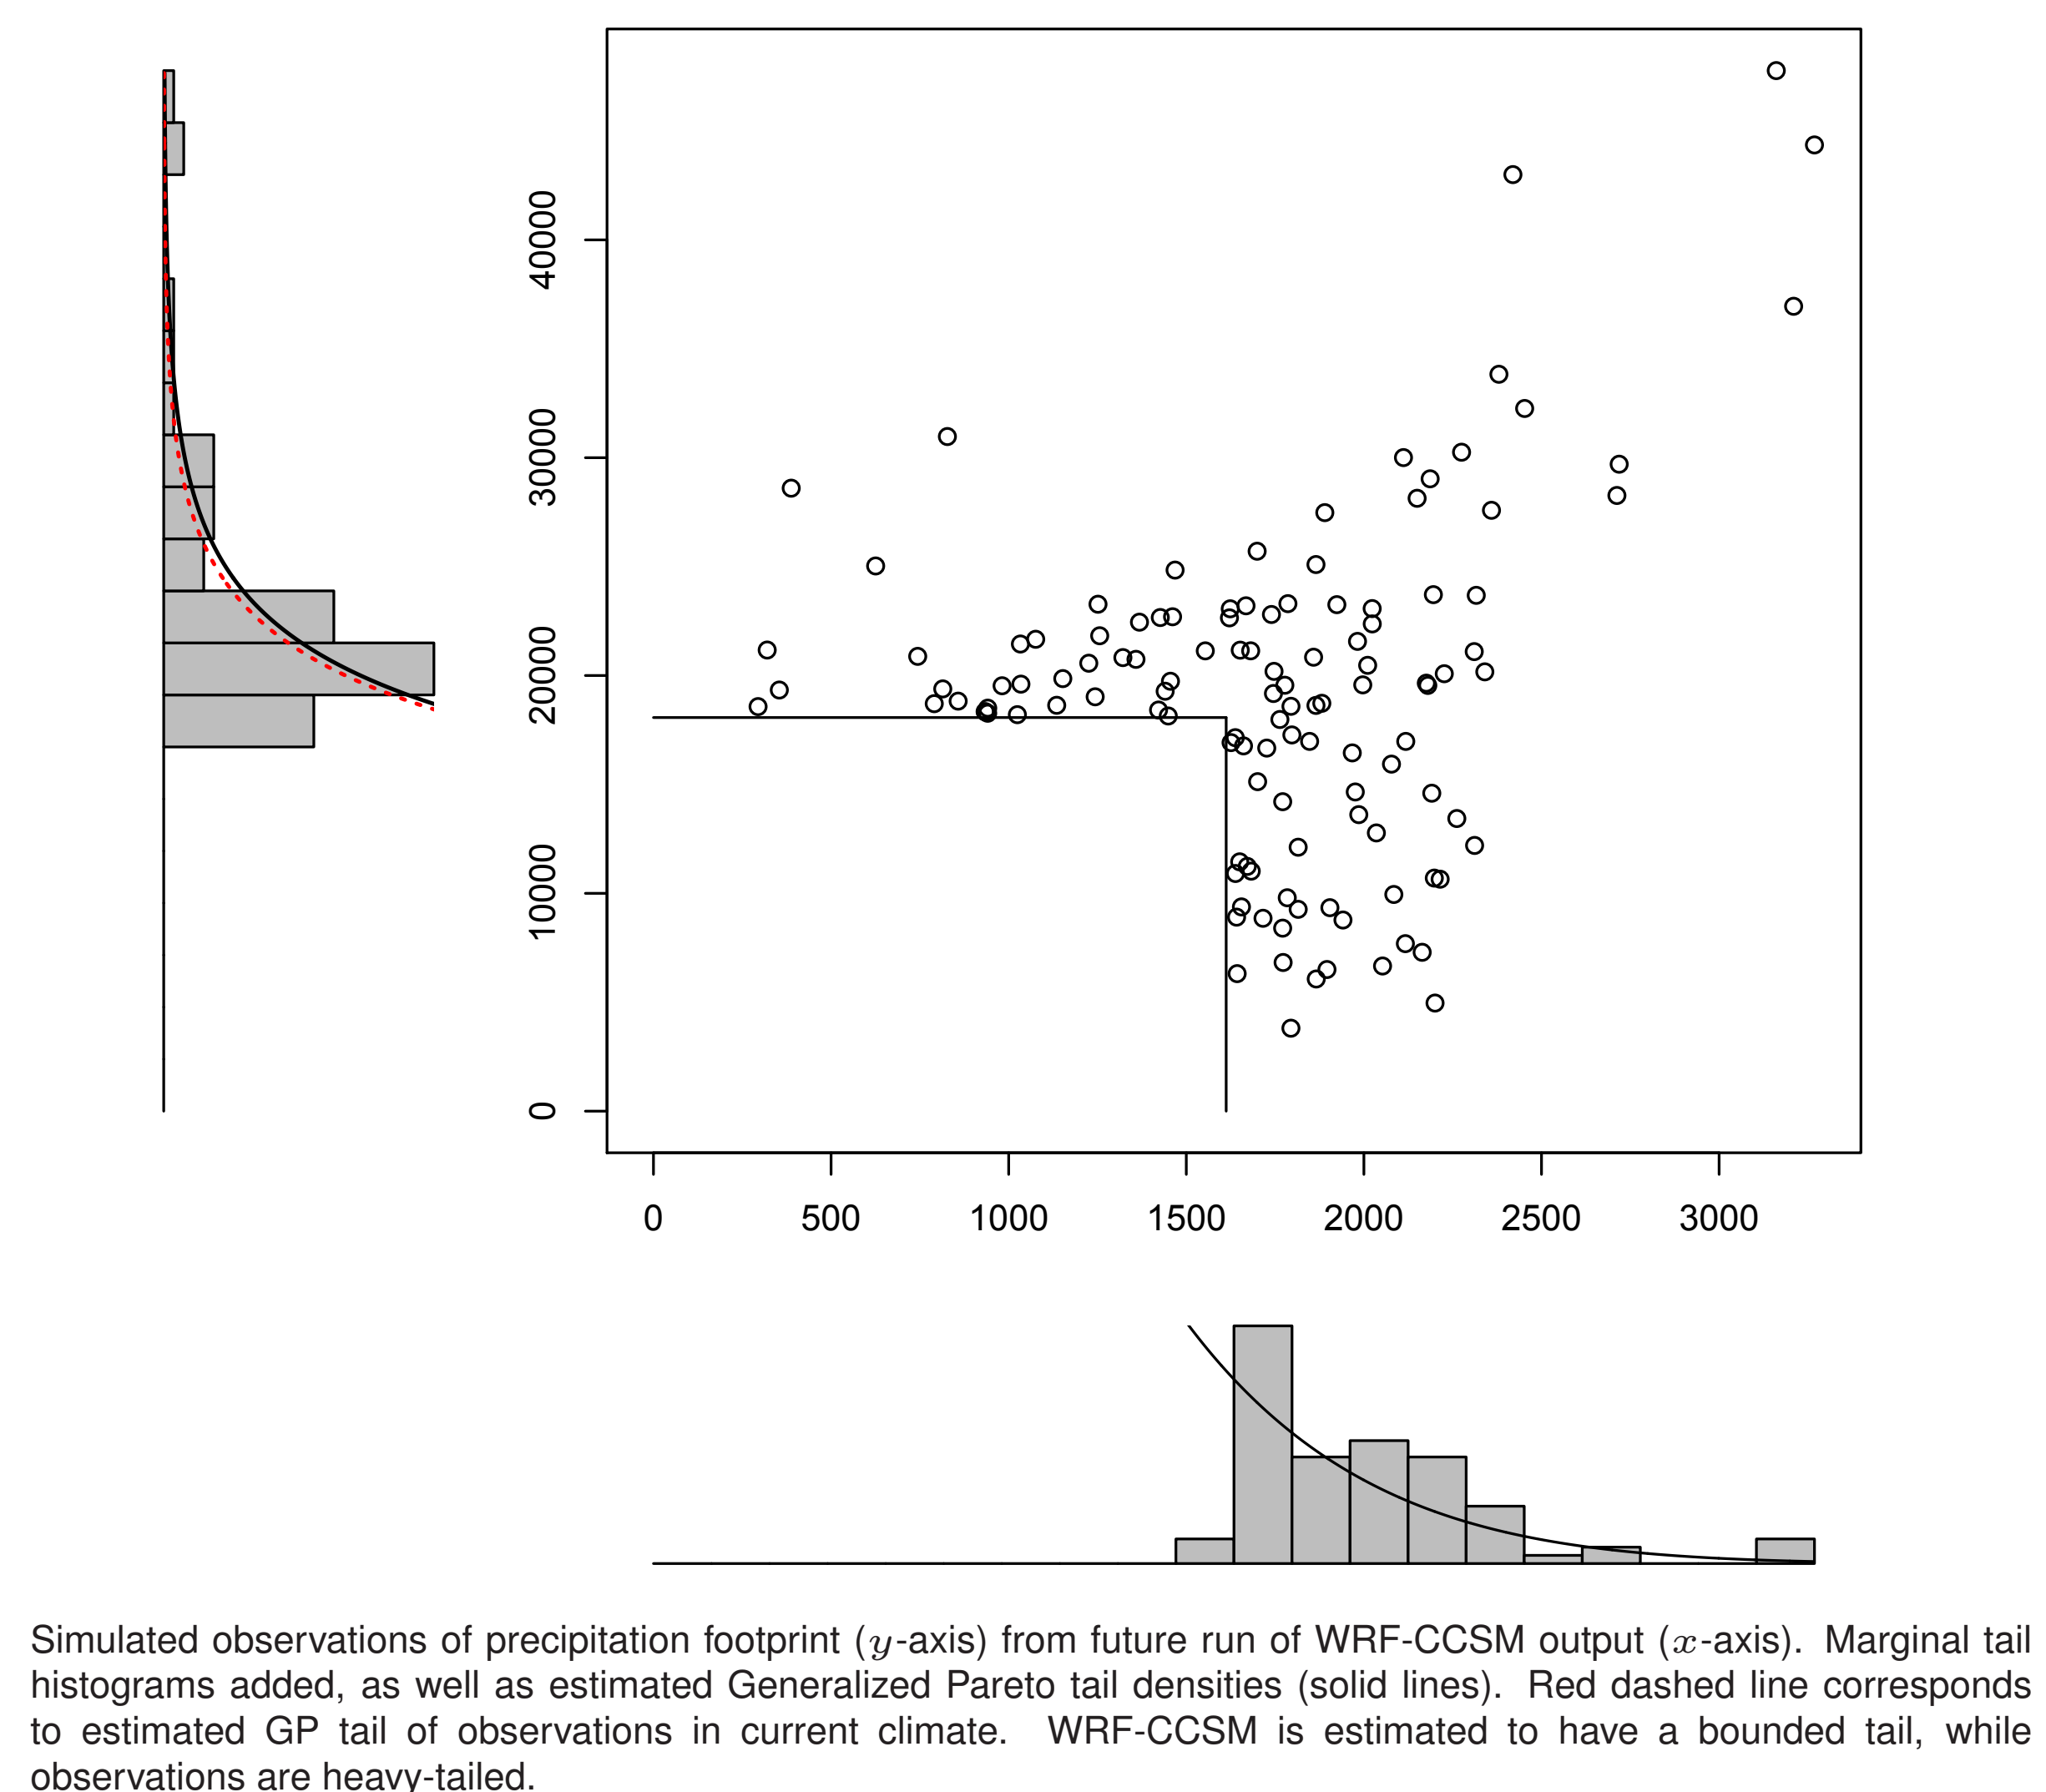 40000
30000
20000
10000
0
0 500 1000 1500 2000 2500 3000
Simulated observations of precipitation footprint (y-axis) from future run of WRF-CCSM output (x-axis). Marginal tail
histograms added, as well as estimated Generalized Pareto tail densities (solid lines). Red dashed line corresponds
to estimated GP tail of observations in current climate. WRF-CCSM is estimated to have a bounded tail, while
observations are heavy-tailed.